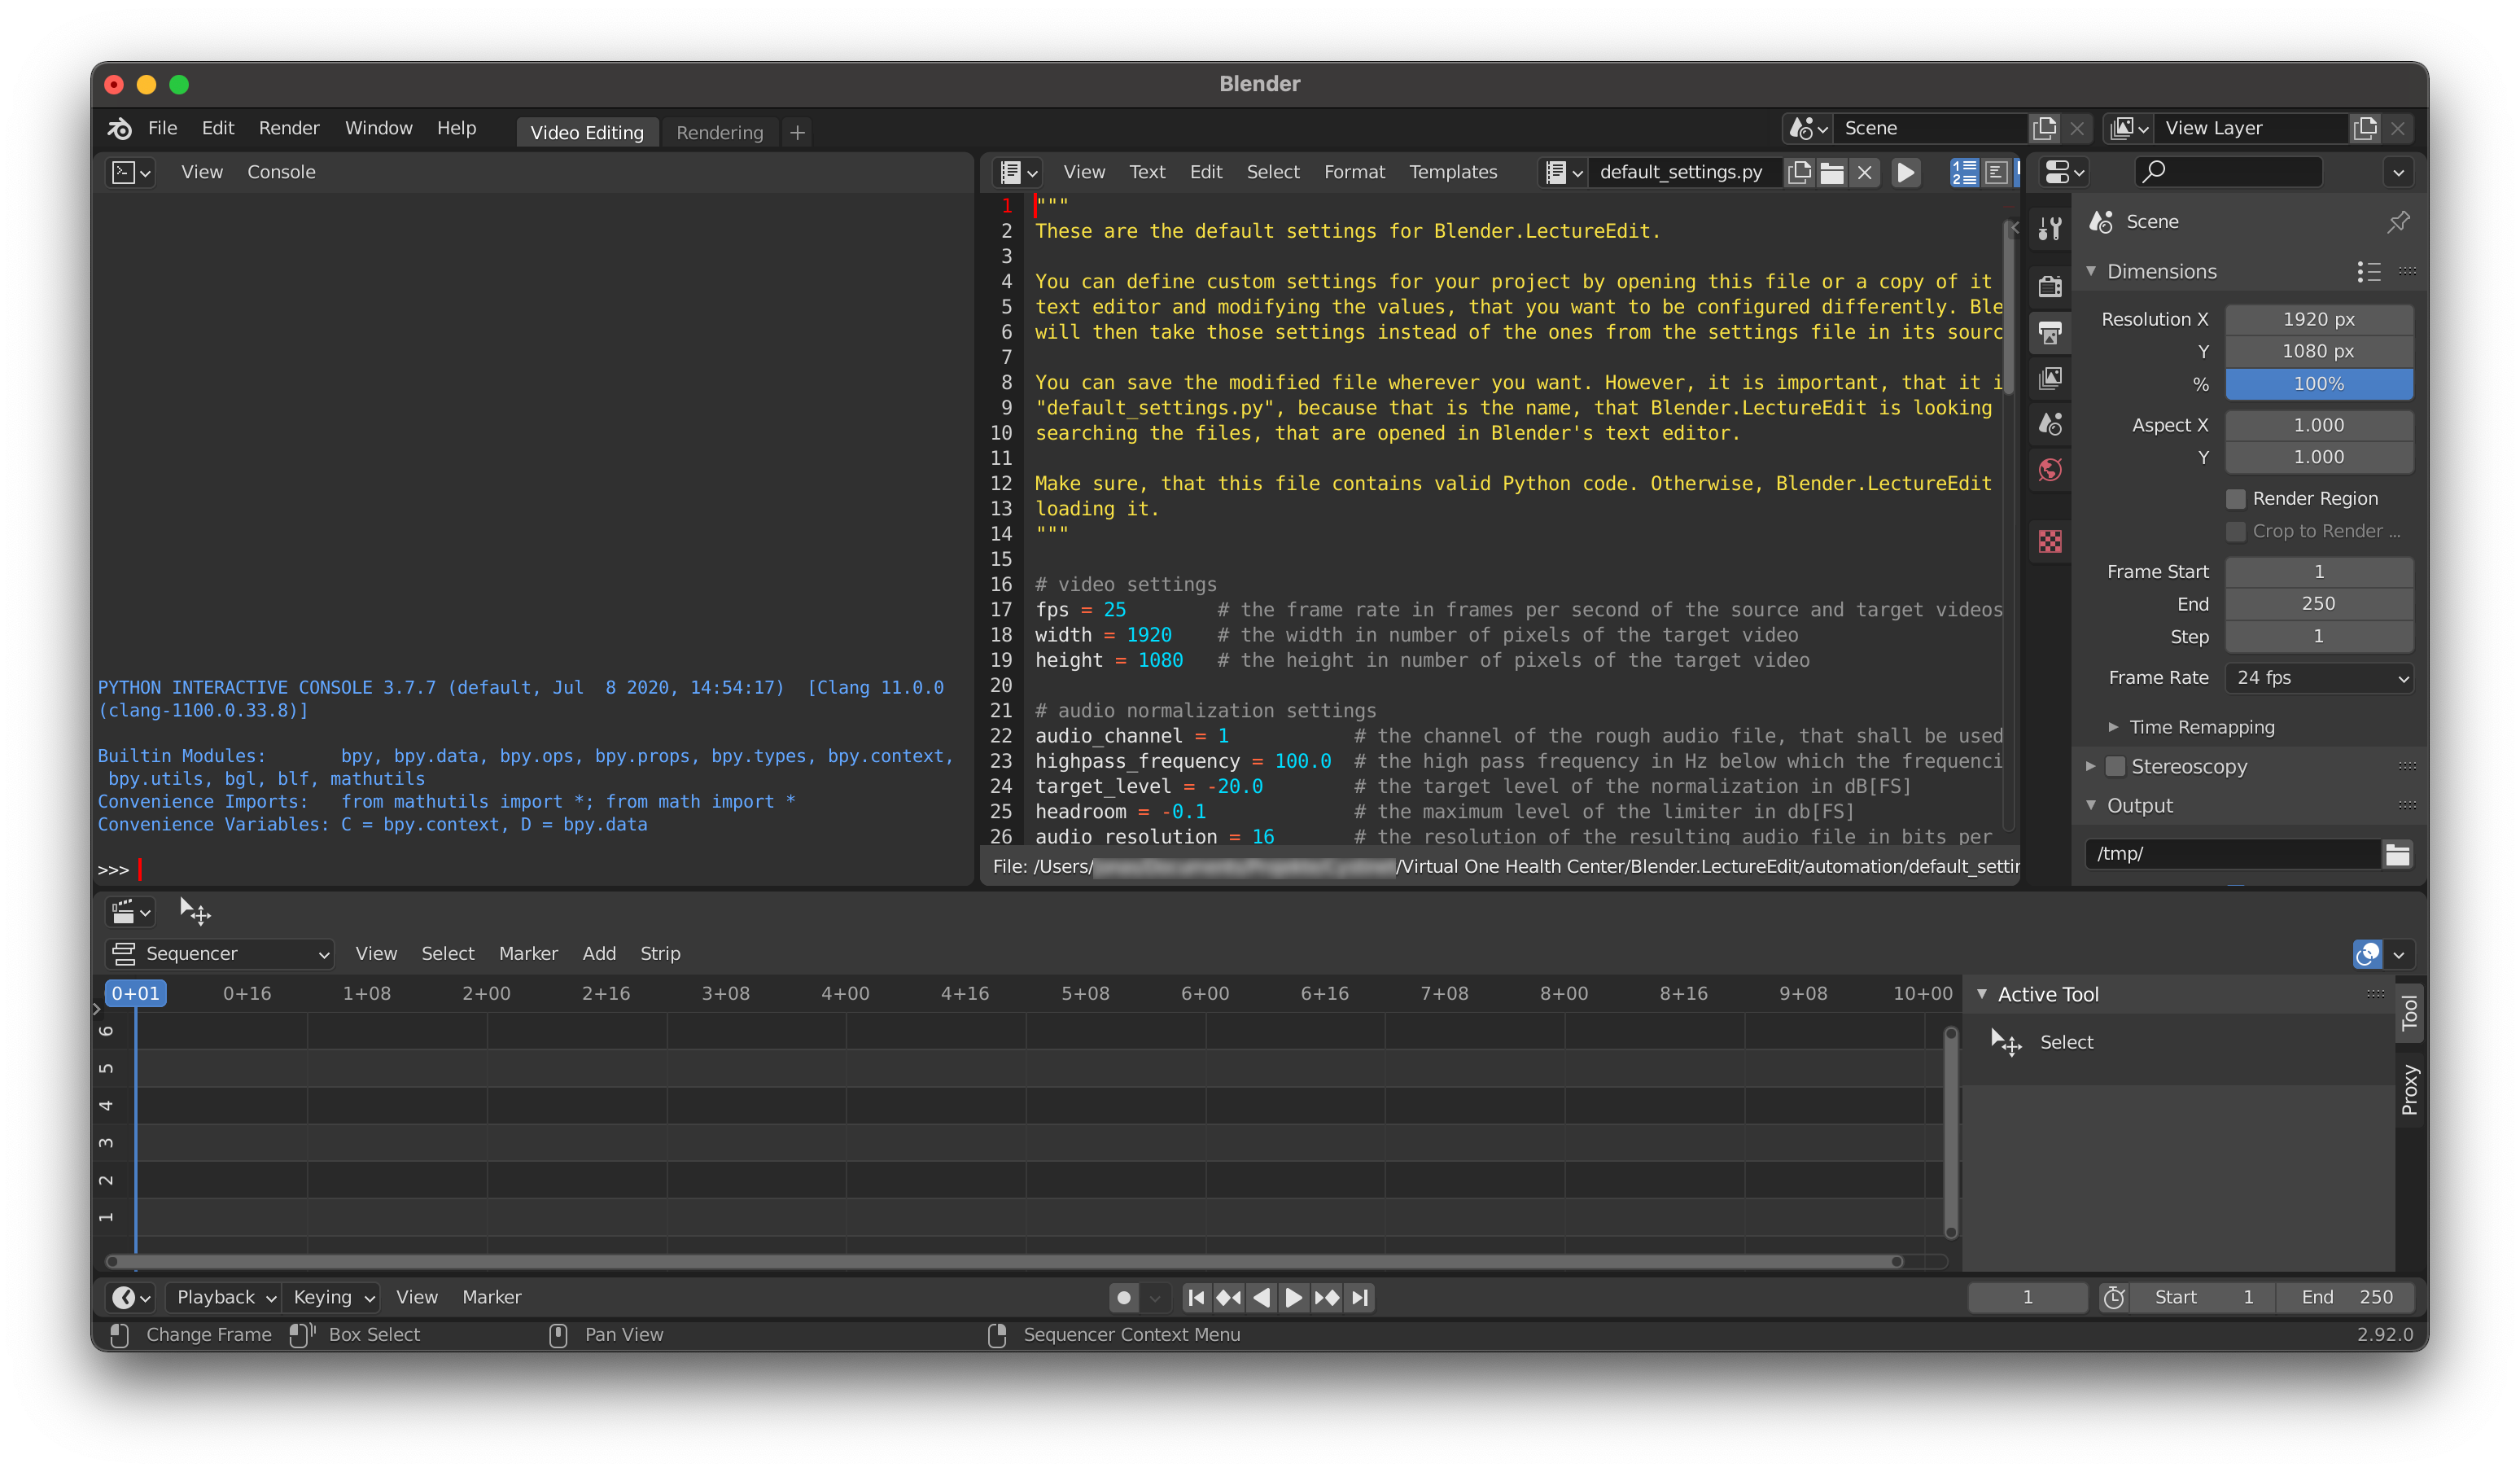 Blender
File Edit Render Window Help Video Editing Rendering + Scene View Layer
View Console
PYTHON INTERACTIVE CONSOLE 3.7.7 (default, Jul  8 2020, 14:54:17)  [Clang 11.0.0
(clang-1100.0.33.8)]
Builtin Modules:       bpy, bpy.data, bpy.ops, bpy.props, bpy.types, bpy.context,
bpy.utils, bgl, blf, mathutils
Convenience Imports:   from mathutils import *; from math import *
Convenience Variables: C = bpy.context, D = bpy.data
>>>
View Text Edit Select Format Templates default_settings.py
1 """
2 These are the default settings for Blender.LectureEdit.
3
4 You can define custom settings for your project by opening this file or a copy of it
5 text editor and modifying the values, that you want to be configured differently. Ble
6 will then take those settings instead of the ones from the settings file in its sourc
7
8 You can save the modified file wherever you want. However, it is important, that it i
9 "default_settings.py", because that is the name, that Blender.LectureEdit is looking
10 searching the files, that are opened in Blender's text editor.
11
12 Make sure, that this file contains valid Python code. Otherwise, Blender.LectureEdit
13 loading it.
14 """
15
16 # video settings
17 fps = 25        # the frame rate in frames per second of the source and target videos
18 width = 1920    # the width in number of pixels of the target video
19 height = 1080   # the height in number of pixels of the target video
20
21 # audio normalization settings
22 audio_channel = 1           # the channel of the rough audio file, that shall be used
23 highpass_frequency = 100.0  # the high pass frequency in Hz below which the frequenci
24 target_level = -20.0        # the target level of the normalization in dB[FS]
25 headroom = -0.1             # the maximum level of the limiter in db[FS]
26 audio_resolution = 16       # the resolution of the resulting audio file in bits per
File: /Users/ /Virtual One Health Center/Blender.LectureEdit/automation/default_settin
Scene
Dimensions
Resolution X 1920 px
Y 1080 px
% 100%
Aspect X 1.000
Y 1.000
Render Region
Crop to Render ...
Frame Start 1
End 250
Step 1
Frame Rate 24 fps
Time Remapping
Stereoscopy
Output
/tmp/
Sequencer View Select Marker Add Strip
0+01 0+16 1+08 2+00 2+16 3+08 4+00 4+16 5+08 6+00 6+16 7+08 8+00 8+16 9+08 10+00
6
5
4
3
2
1
Active Tool
Select
Tool
Proxy
Playback Keying View Marker 1 Start 1 End 250
Change Frame Box Select Pan View Sequencer Context Menu 2.92.0